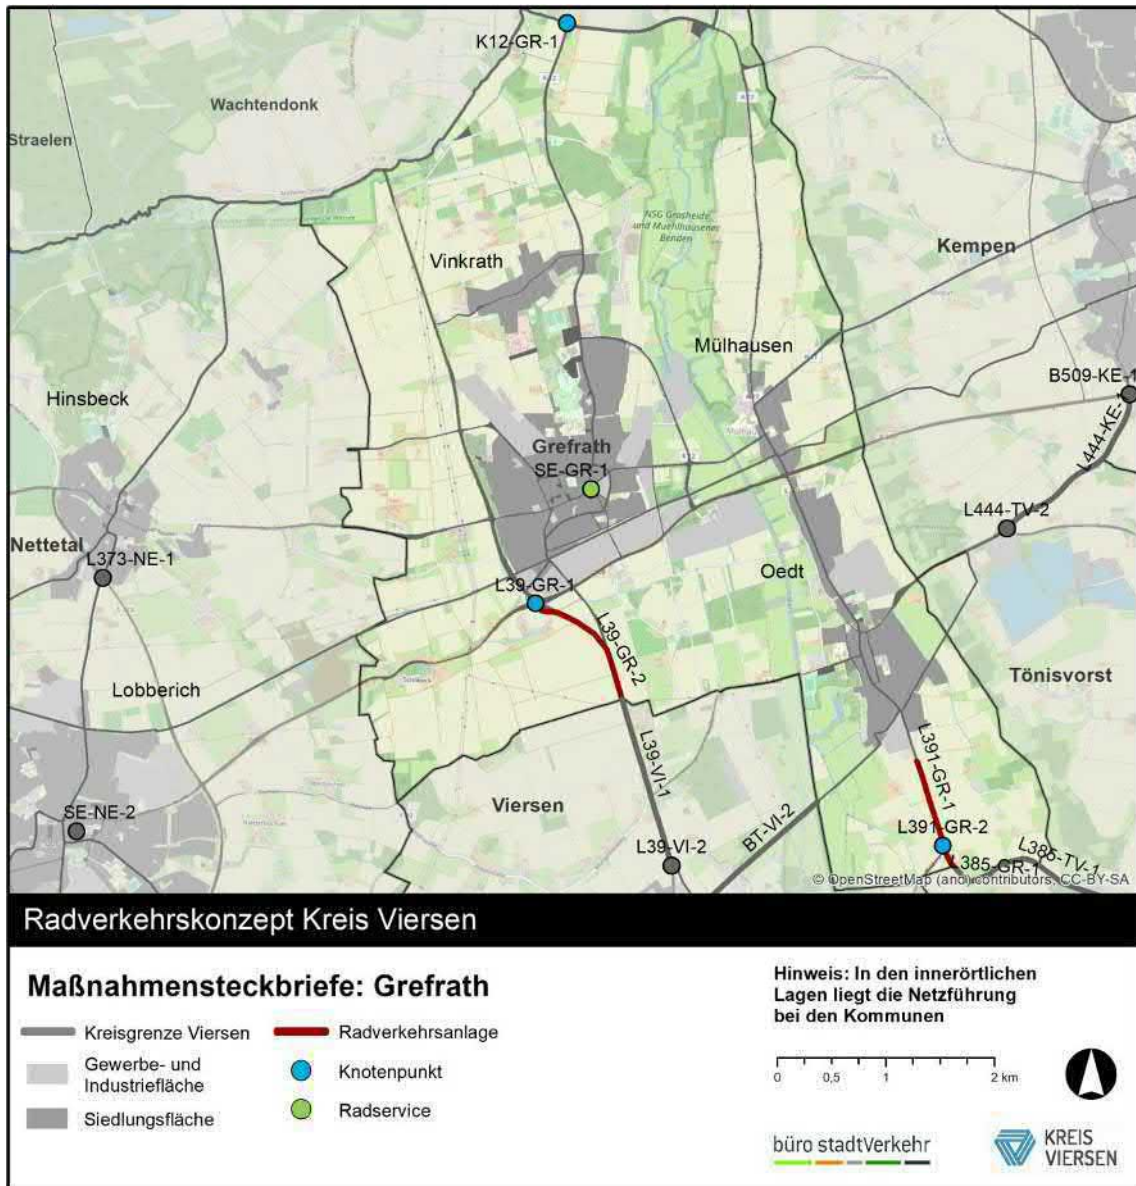 K12-GR-1
Wachtendonk
Straelen
NSG Grasheide
und Muehlhausener
Benden
Kempen
Vinkrath
Mülhausen
Hinsbeck
B509-KE-1
L444-KE-1
Grefrath
SE-GR-1
L444-TV-2
Nettetal
L373-NE-1
Oedt
L39-GR-1
L39-GR-2
Lobberich
Tönisvorst
L39-VI-1
L391-GR-1
Viersen
SE-NE-2
BT-VI-2
L391-GR-2
L39-VI-2
L385-GR-1
L385-TV-1
© OpenStreetMap (and) contributors, CC-BY-SA
Radverkehrskonzept Kreis Viersen
Maßnahmensteckbriefe: Grefrath
Kreisgrenze Viersen
Gewerbe- und
Industriefläche
Siedlungsfläche
Radverkehrsanlage
Knotenpunkt
Radservice
Hinweis: In den innerörtlichen
Lagen liegt die Netzführung
bei den Kommunen
0 0,5 1 2 km
büro stadtVerkehr
KREIS
VIERSEN